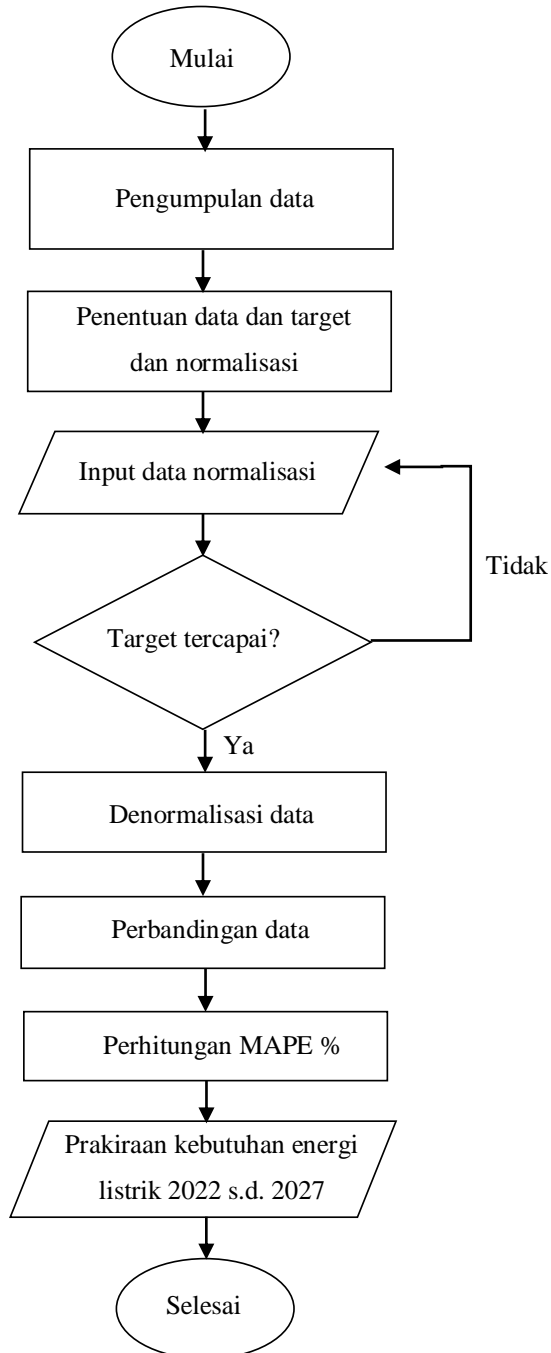 Mulai
Pengumpulan data
Penentuan data dan target
dan normalisasi
Input data normalisasi
Tidak
Target tercapai?
Ya
Denormalisasi data
Perbandingan data
Perhitungan MAPE %
Prakiraan kebutuhan energi
listrik 2022 s.d. 2027
Selesai